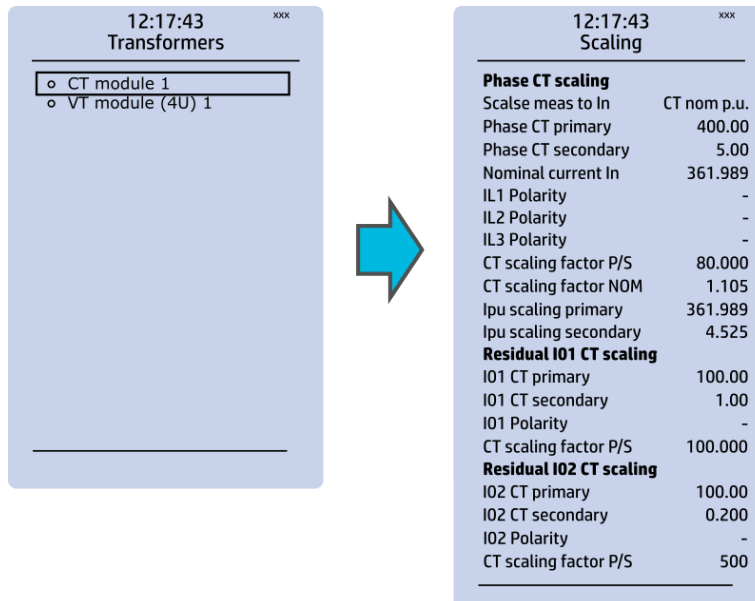 12:17:43
xxx
Transformers
CT module 1
VT module (4U) 1
12:17:43
xxx
Scaling
Phase CT scaling
Scalse meas to In CT nom p.u.
Phase CT primary 400.00
Phase CT secondary 5.00
Nominal current In 361.989
IL1 Polarity -
IL2 Polarity -
IL3 Polarity -
CT scaling factor P/S 80.000
CT scaling factor NOM 1.105
Ipu scaling primary 361.989
Ipu scaling secondary 4.525
Residual I01 CT scaling
I01 CT primary 100.00
I01 CT secondary 1.00
I01 Polarity -
CT scaling factor P/S 100.000
Residual I02 CT scaling
I02 CT primary 100.00
I02 CT secondary 0.200
I02 Polarity -
CT scaling factor P/S 500